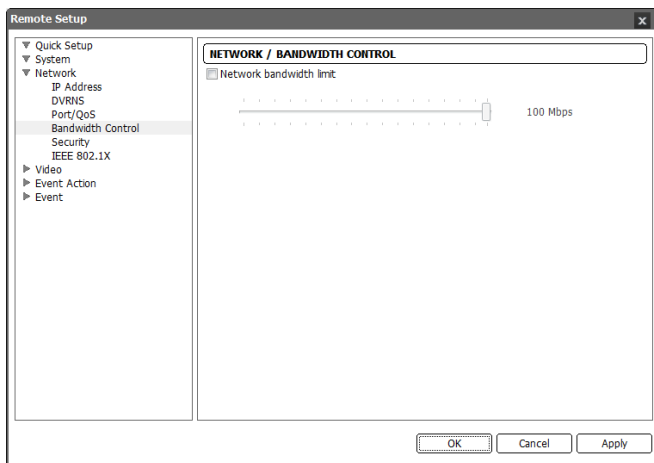 Remote Setup
x
Quick Setup
System
Network
IP Address
DVRNS
Port/QoS
Bandwidth Control
Security
IEEE 802.1X
Video
Event Action
Event
NETWORK / BANDWIDTH CONTROL
Network bandwidth limit
100 Mbps
OK
Cancel
Apply